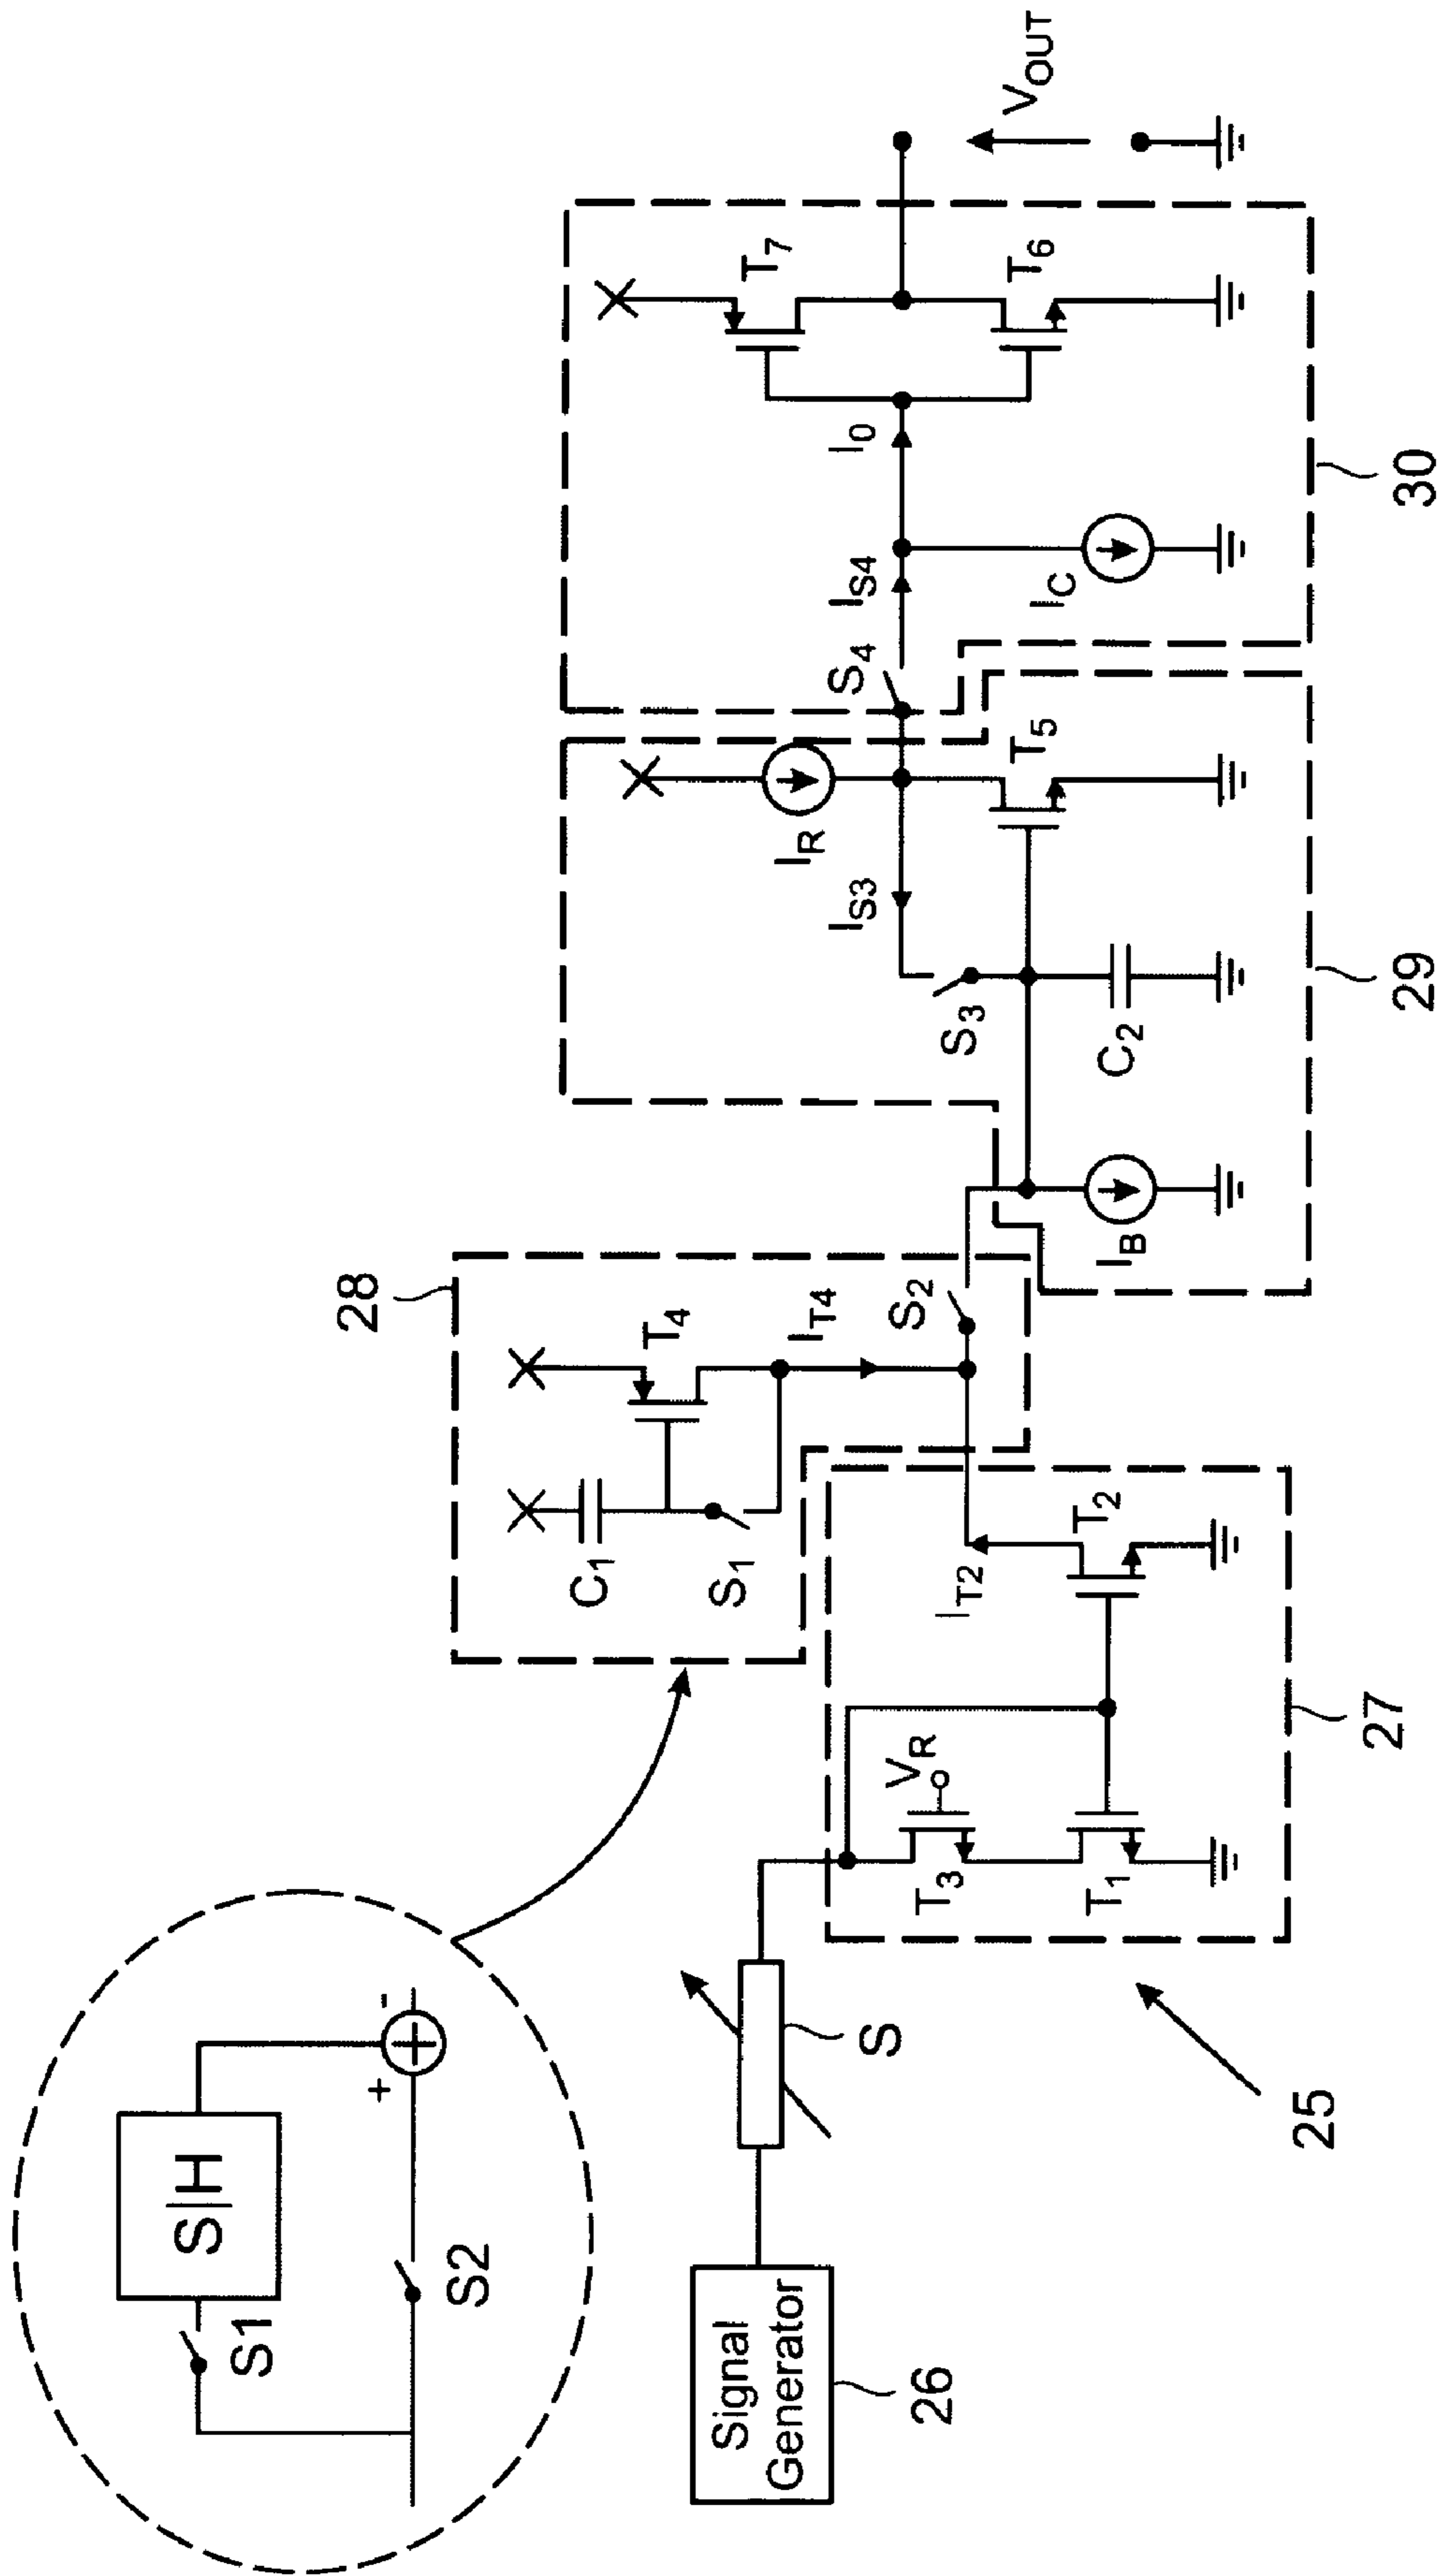 S|H
S1
S2
+
-
Signal
Generator
26
S
25
28
C1
S1
T4
IT4
S2
VR
T3
T1
T2
IT2
27
IB
S3
C2
IS3
IR
T5
29
S4
IS4
IC
I0
T7
T6
30
VOUT